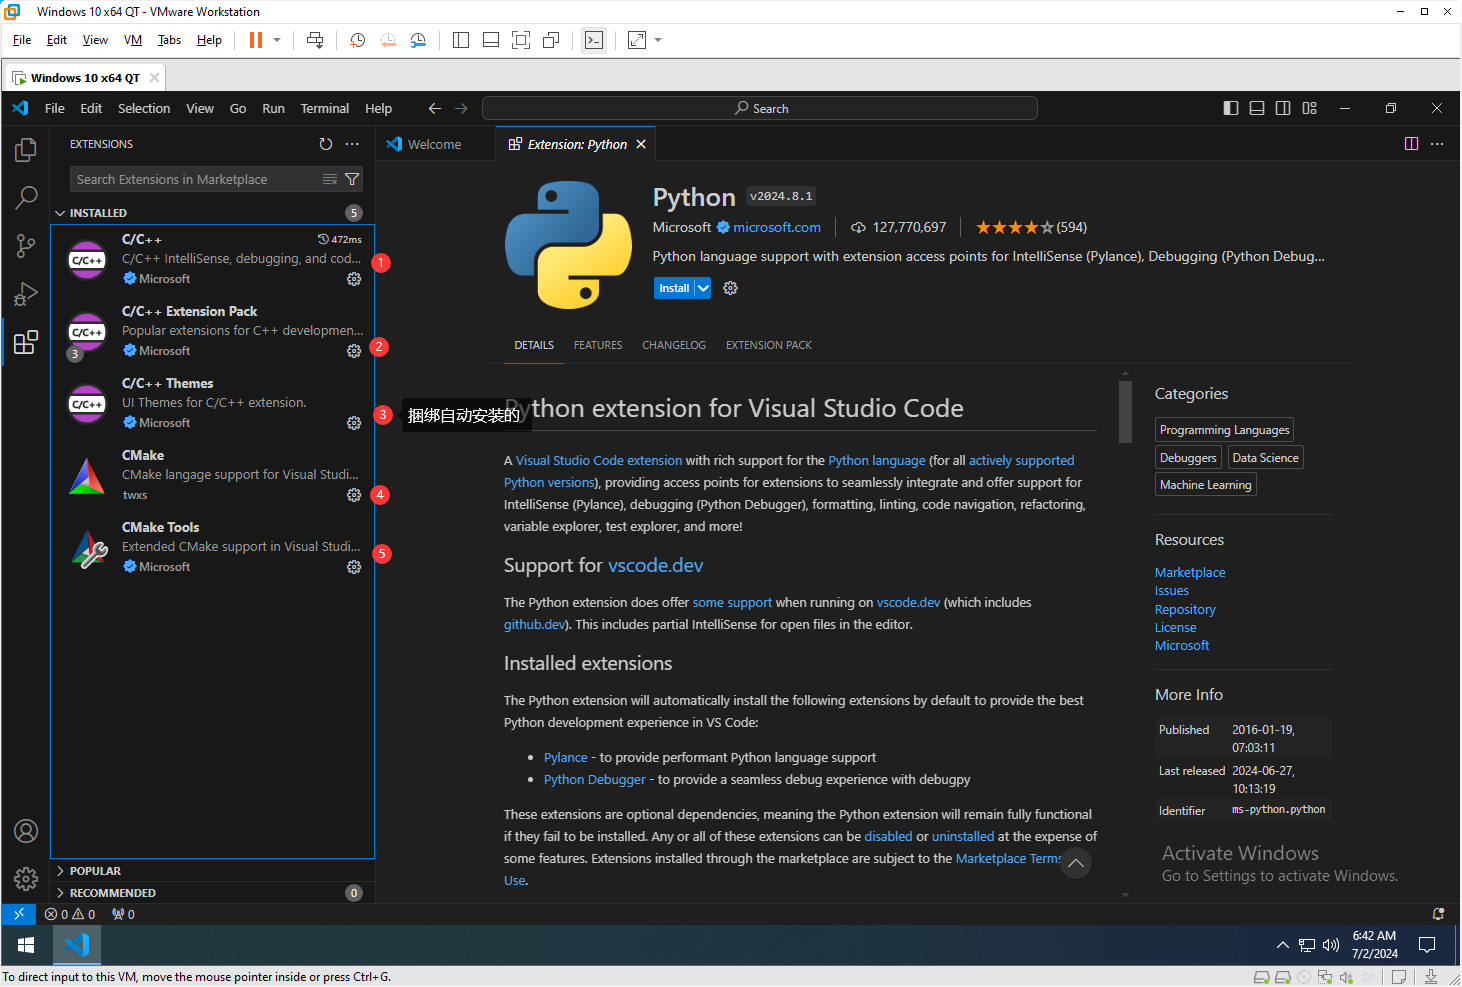 Windows 10 x64 QT - VMware Workstation
File Edit View VM Tabs Help
Windows 10 x64 QT
File Edit Selection View Go Run Terminal Help
Search
EXTENSIONS
Search Extensions in Marketplace
INSTALLED 5
C/C++ 472ms
C/C++ IntelliSense, debugging, and cod...
Microsoft
C/C++
1
C/C++ Extension Pack
Popular extensions for C++ developmen...
Microsoft
C/C++
3
2
C/C++ Themes
UI Themes for C/C++ extension.
Microsoft
C/C++
3
捆绑自动安装的
CMake
CMake langage support for Visual Studi...
twxs
4
CMake Tools
Extended CMake support in Visual Studi...
Microsoft
5
POPULAR
RECOMMENDED 0
Welcome
Extension: Python
Python v2024.8.1
Microsoft microsoft.com 127,770,697 (594)
Python language support with extension access points for IntelliSense (Pylance), Debugging (Python Debug...
Install
DETAILS FEATURES CHANGELOG EXTENSION PACK
ython extension for Visual Studio Code
A Visual Studio Code extension with rich support for the Python language (for all actively supported
Python versions), providing access points for extensions to seamlessly integrate and offer support for
IntelliSense (Pylance), debugging (Python Debugger), formatting, linting, code navigation, refactoring,
variable explorer, test explorer, and more!
Support for vscode.dev
The Python extension does offer some support when running on vscode.dev (which includes
github.dev). This includes partial IntelliSense for open files in the editor.
Installed extensions
The Python extension will automatically install the following extensions by default to provide the best
Python development experience in VS Code:
• Pylance - to provide performant Python language support
• Python Debugger - to provide a seamless debug experience with debugpy
These extensions are optional dependencies, meaning the Python extension will remain fully functional
if they fail to be installed. Any or all of these extensions can be disabled or uninstalled at the expense of
some features. Extensions installed through the marketplace are subject to the Marketplace Terms
Use.
Categories
Programming Languages
Debuggers Data Science
Machine Learning
Resources
Marketplace
Issues
Repository
License
Microsoft
More Info
Published 2016-01-19,
07:03:11
Last released 2024-06-27,
10:13:19
Identifier ms-python.python
Activate Windows
Go to Settings to activate Windows.
0 0 0
6:42 AM
7/2/2024
To direct input to this VM, move the mouse pointer inside or press Ctrl+G.